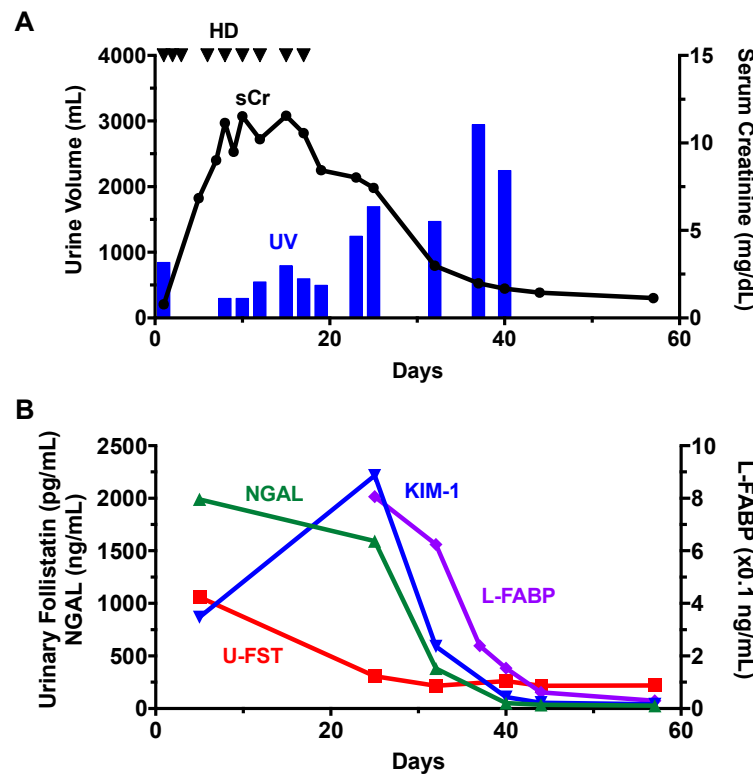 A
HD
4000
3000
2000
1000
0
Urine Volume (mL)
sCr
UV
15
10
5
0
Serum Creatinine (mg/dL)
0
20
40
60
Days
B
2500
2000
1500
1000
500
0
Urinary Follistatin (pg/mL)
NGAL (ng/mL)
NGAL
KIM-1
L-FABP
U-FST
10
8
6
4
2
0
L-FABP (x0.1 ng/mL)
0
20
40
60
Days